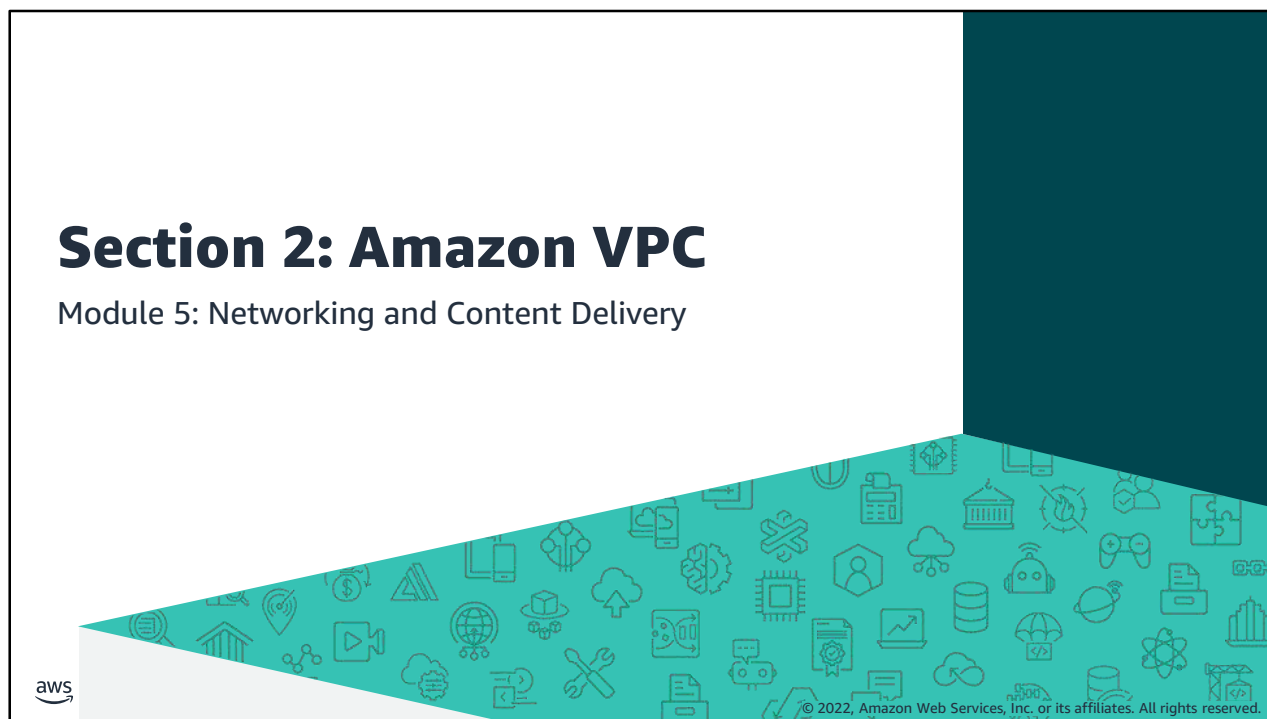 Section 2: Amazon VPC
Module 5: Networking and Content Delivery
aws
© 2022, Amazon Web Services, Inc. or its affiliates. All rights reserved.